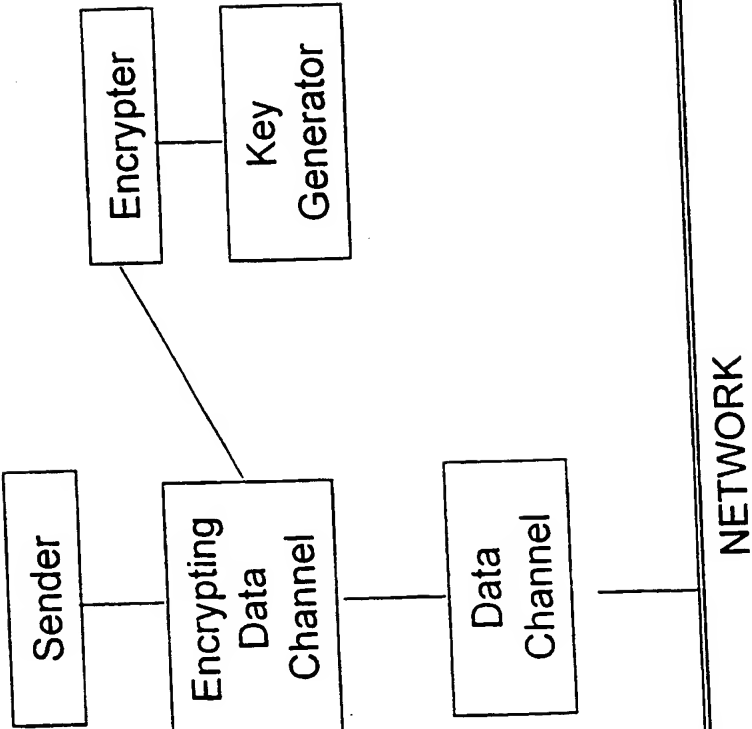 Sender
Encrypting
Data
Channel
Data
Channel
Encrypter
Key
Generator
NETWORK